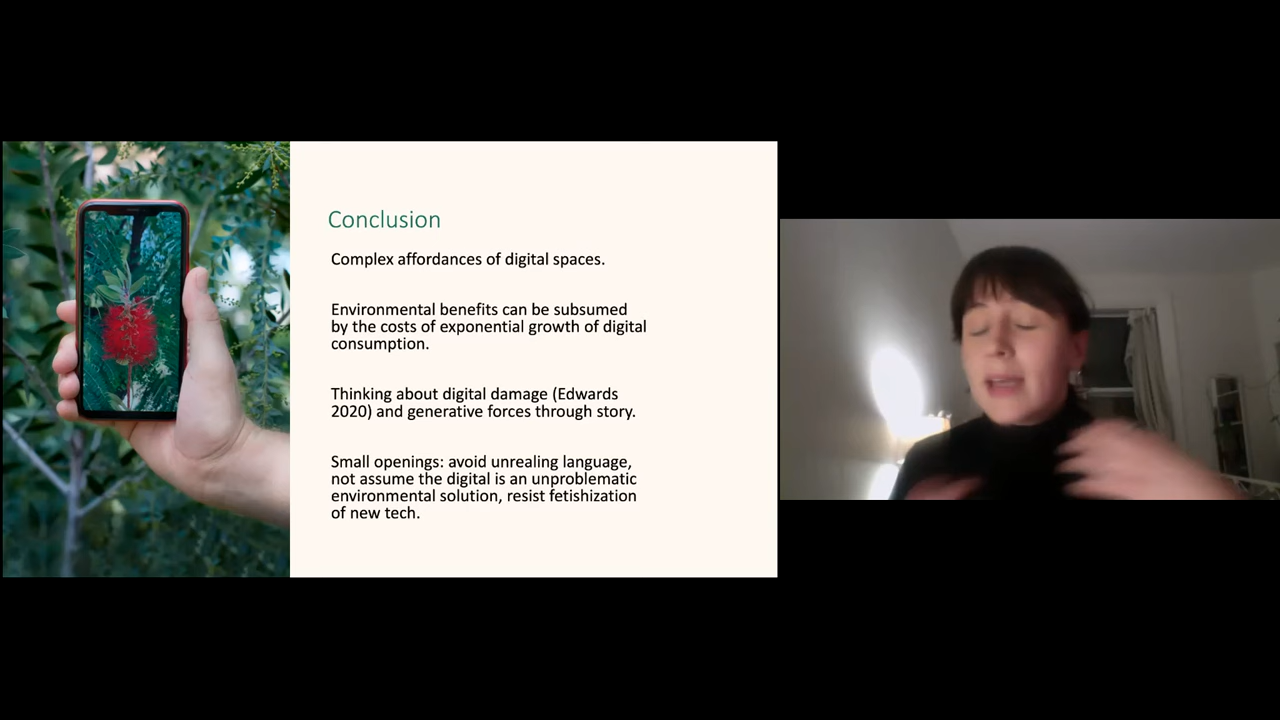 Conclusion
Complex affordances of digital spaces.
Environmental benefits can be subsumed
by the costs of exponential growth of digital
consumption.
Thinking about digital damage (Edwards
2020) and generative forces through story.
Small openings: avoid unrealing language,
not assume the digital is an unproblematic
environmental solution, resist fetishization
of new tech.